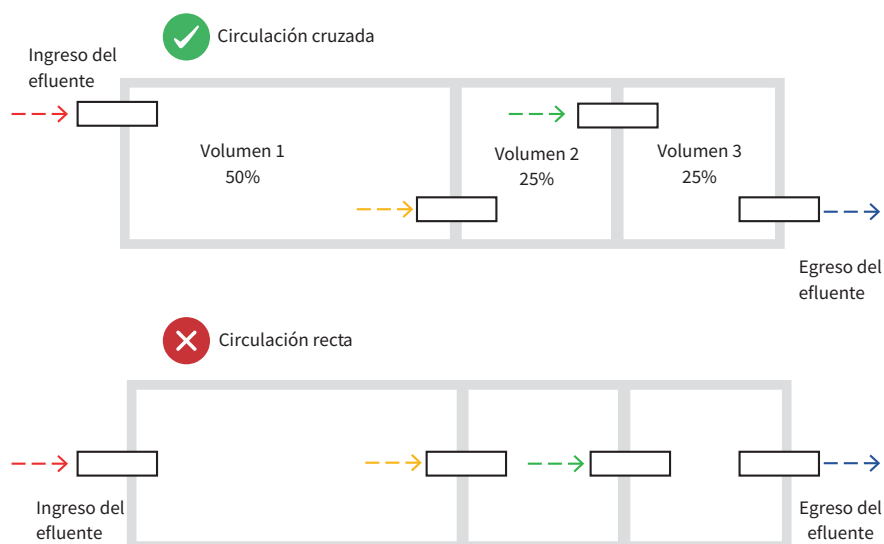 Circulación cruzada
Ingreso del
efluente
Volumen 1
50%
Volumen 2
25%
Volumen 3
25%
Egreso del
efluente
Circulación recta
Ingreso del
efluente
Egreso del
efluente